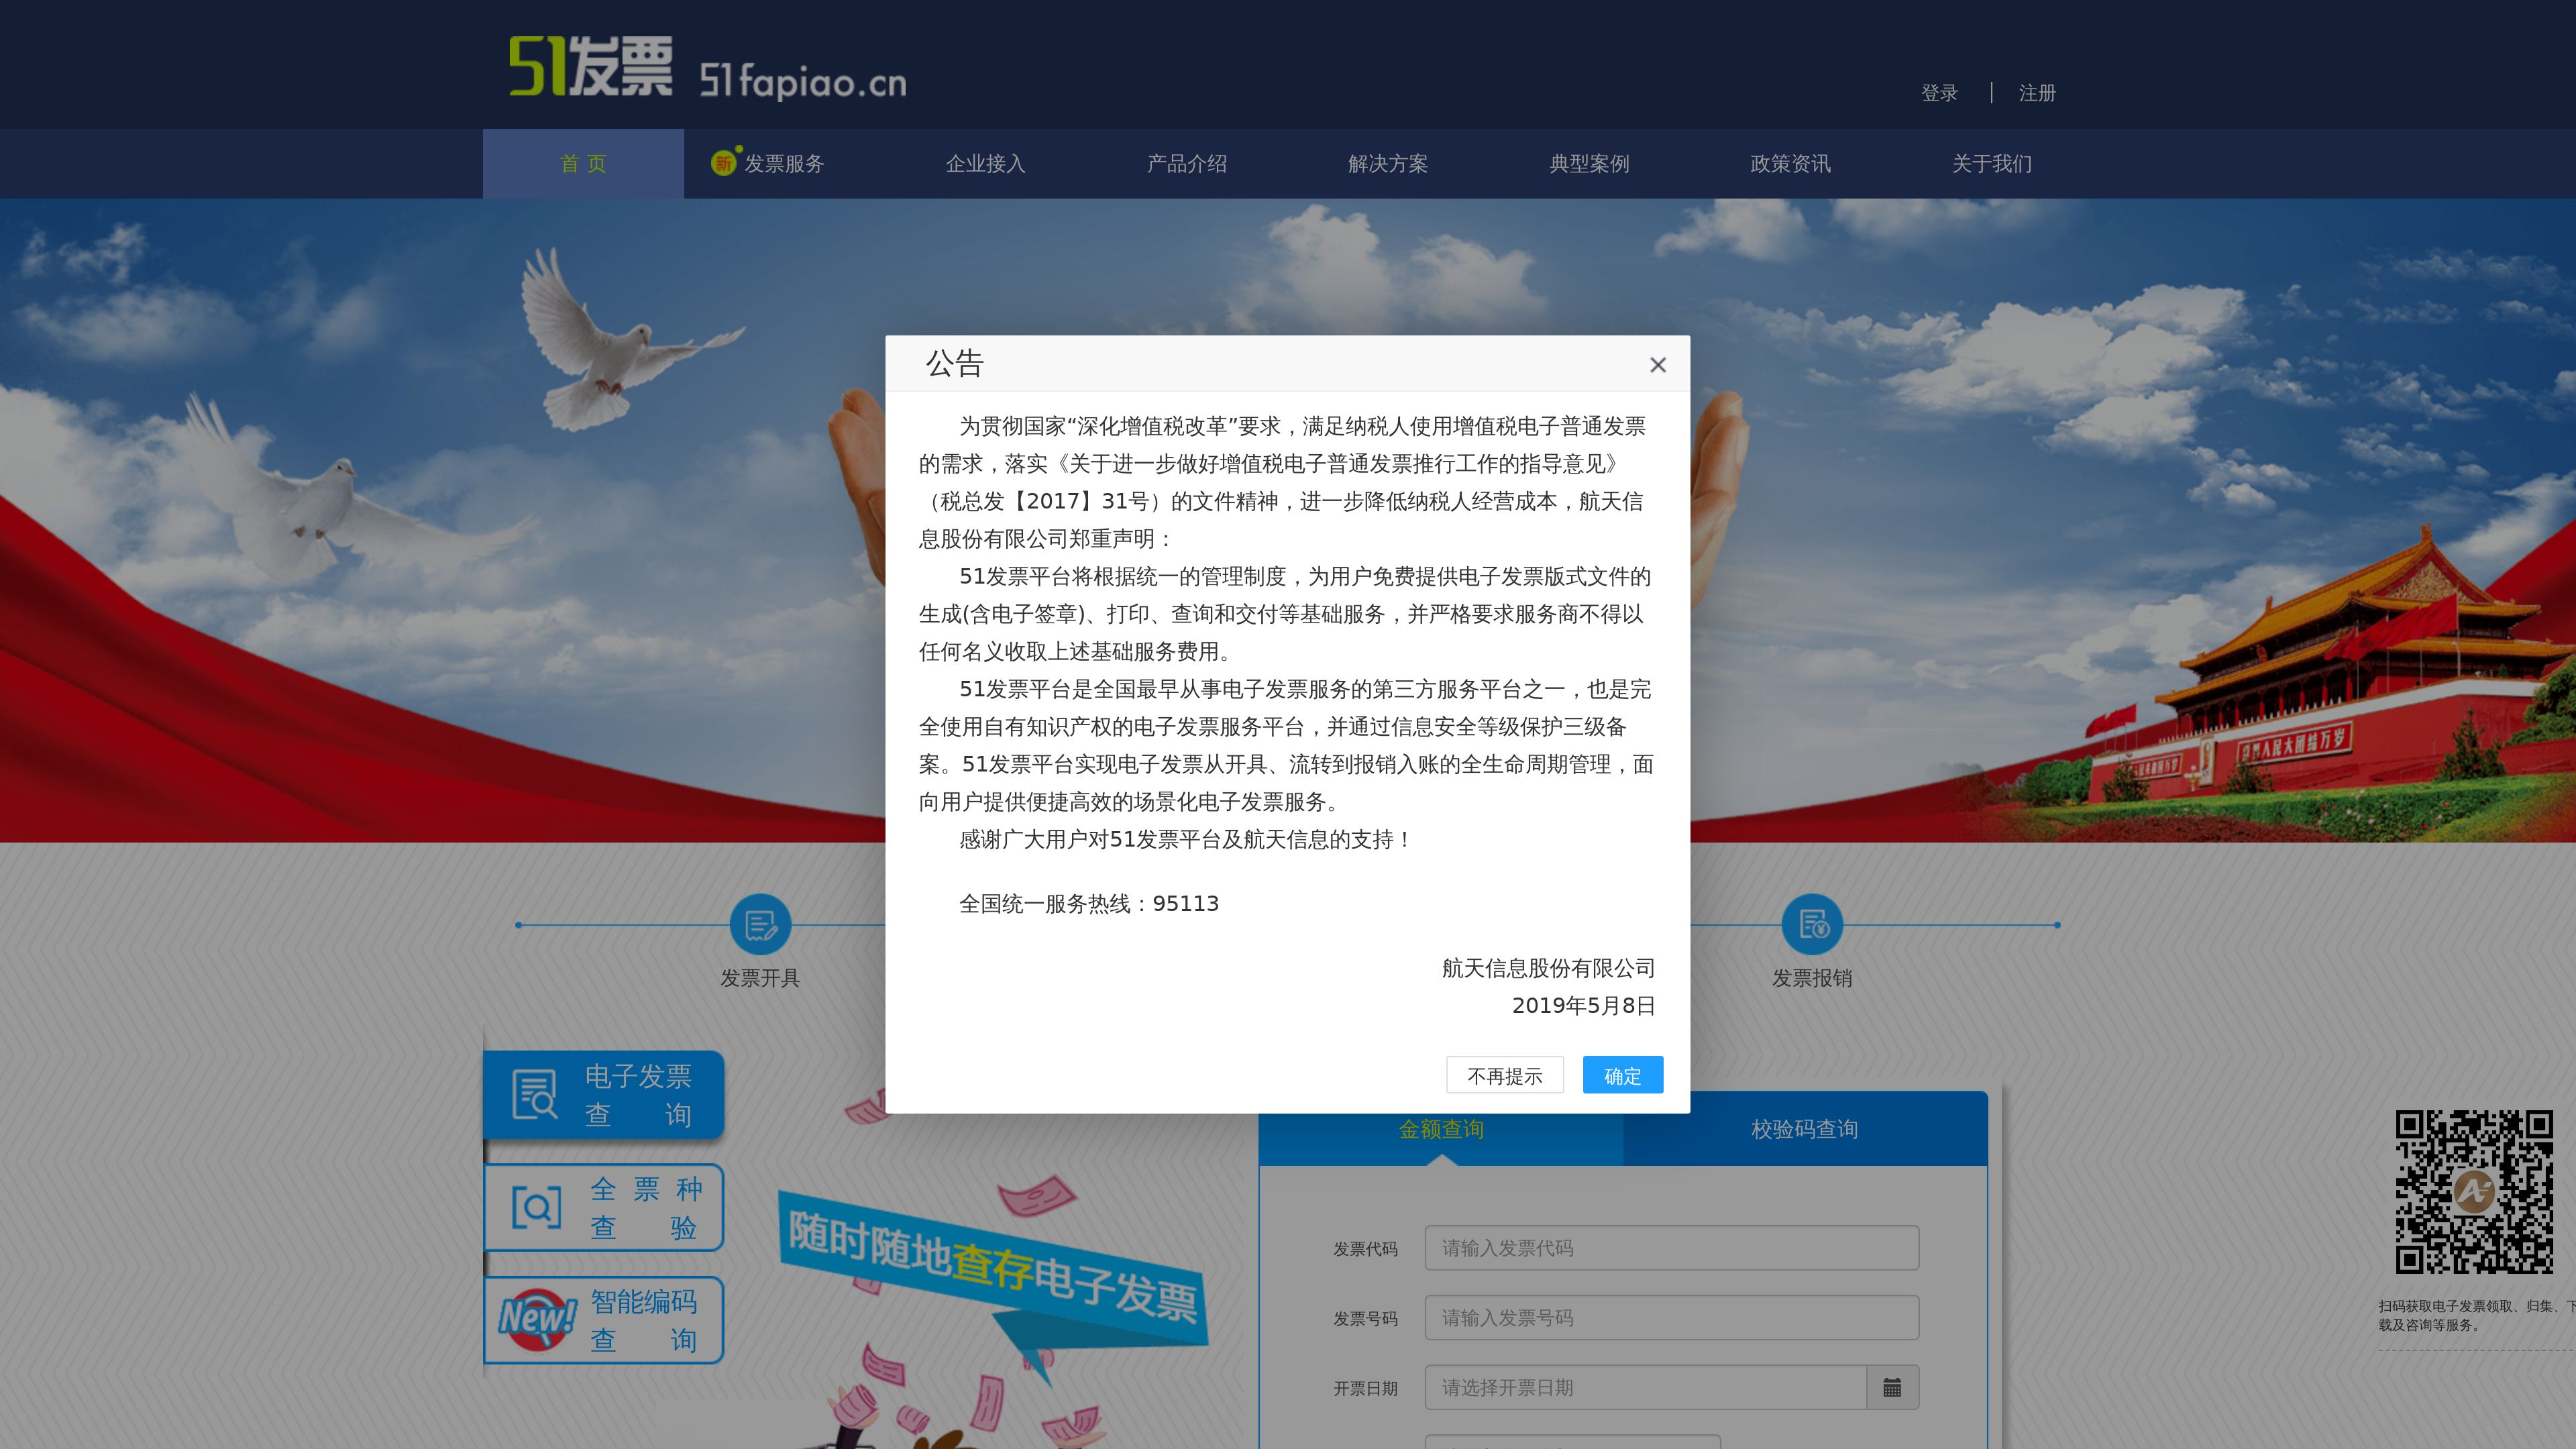 51发票 51fapiao.cn
登录 注册
首 页 新 发票服务 企业接入 产品介绍 解决方案 典型案例 政策资讯 关于我们
公告
为贯彻国家“深化增值税改革”要求，满足纳税人使用增值税电子普通发票
的需求，落实《关于进一步做好增值税电子普通发票推行工作的指导意见》
（税总发【2017】31号）的文件精神，进一步降低纳税人经营成本，航天信
息股份有限公司郑重声明：
51发票平台将根据统一的管理制度，为用户免费提供电子发票版式文件的
生成(含电子签章)、打印、查询和交付等基础服务，并严格要求服务商不得以
任何名义收取上述基础服务费用。
51发票平台是全国最早从事电子发票服务的第三方服务平台之一，也是完
全使用自有知识产权的电子发票服务平台，并通过信息安全等级保护三级备
案。51发票平台实现电子发票从开具、流转到报销入账的全生命周期管理，面
向用户提供便捷高效的场景化电子发票服务。
感谢广大用户对51发票平台及航天信息的支持！
全国统一服务热线：95113
航天信息股份有限公司
2019年5月8日
不再提示 确定
发票开具 发票报销
电子发票
查 询
全 票 种
查 验
New! 智能编码
查 询
随时随地查存电子发票
金额查询 校验码查询
发票代码 请输入发票代码
发票号码 请输入发票号码
开票日期 请选择开票日期
扫码获取电子发票领取、归集、下
载及咨询等服务。